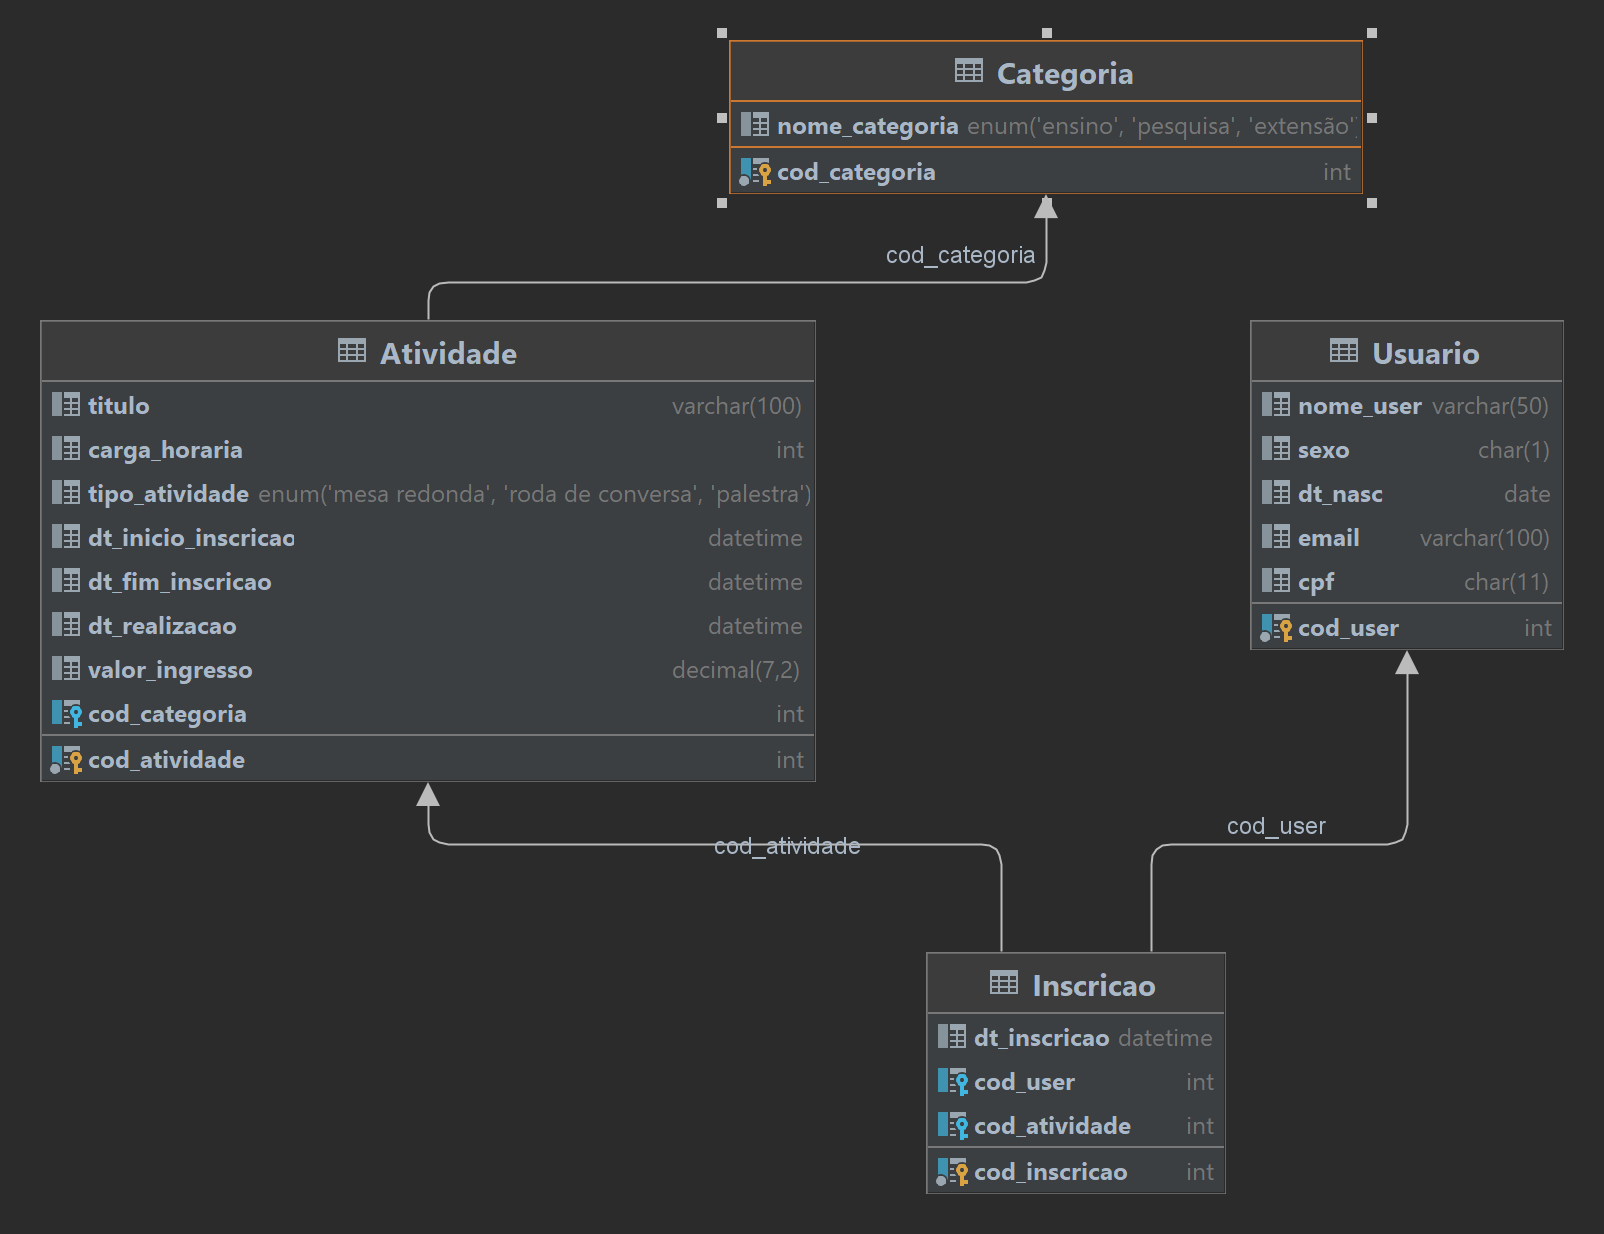 Categoria
nome_categoria enum('ensino', 'pesquisa', 'extensão')
cod_categoria int
cod_categoria
Atividade
titulo varchar(100)
carga_horaria int
tipo_atividade enum('mesa redonda', 'roda de conversa', 'palestra')
dt_inicio_inscricao datetime
dt_fim_inscricao datetime
dt_realizacao datetime
valor_ingresso decimal(7,2)
cod_categoria int
cod_atividade int
Usuario
nome_user varchar(50)
sexo char(1)
dt_nasc date
email varchar(100)
cpf char(11)
cod_user int
cod_atividade
cod_user
Inscricao
dt_inscricao datetime
cod_user int
cod_atividade int
cod_inscricao int